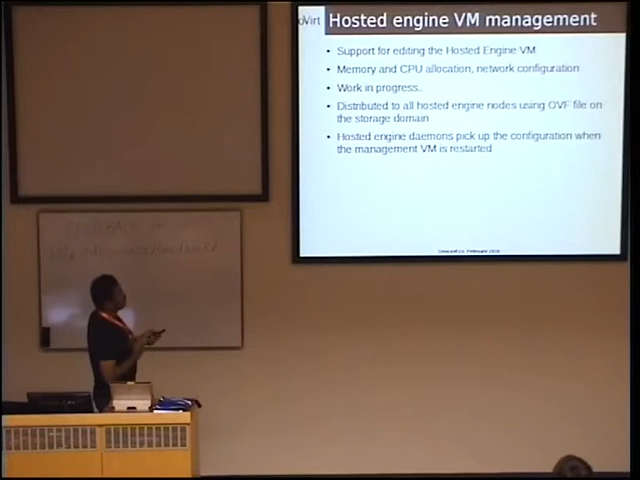 oVirt
Hosted engine VM management
• Support for editing the Hosted Engine VM
• Memory and CPU allocation, network configuration
• Work in progress..
• Distributed to all hosted engine nodes using OVF file on
the storage domain
• Hosted engine daemons pick up the configuration when
the management VM is restarted
FEEDBACK